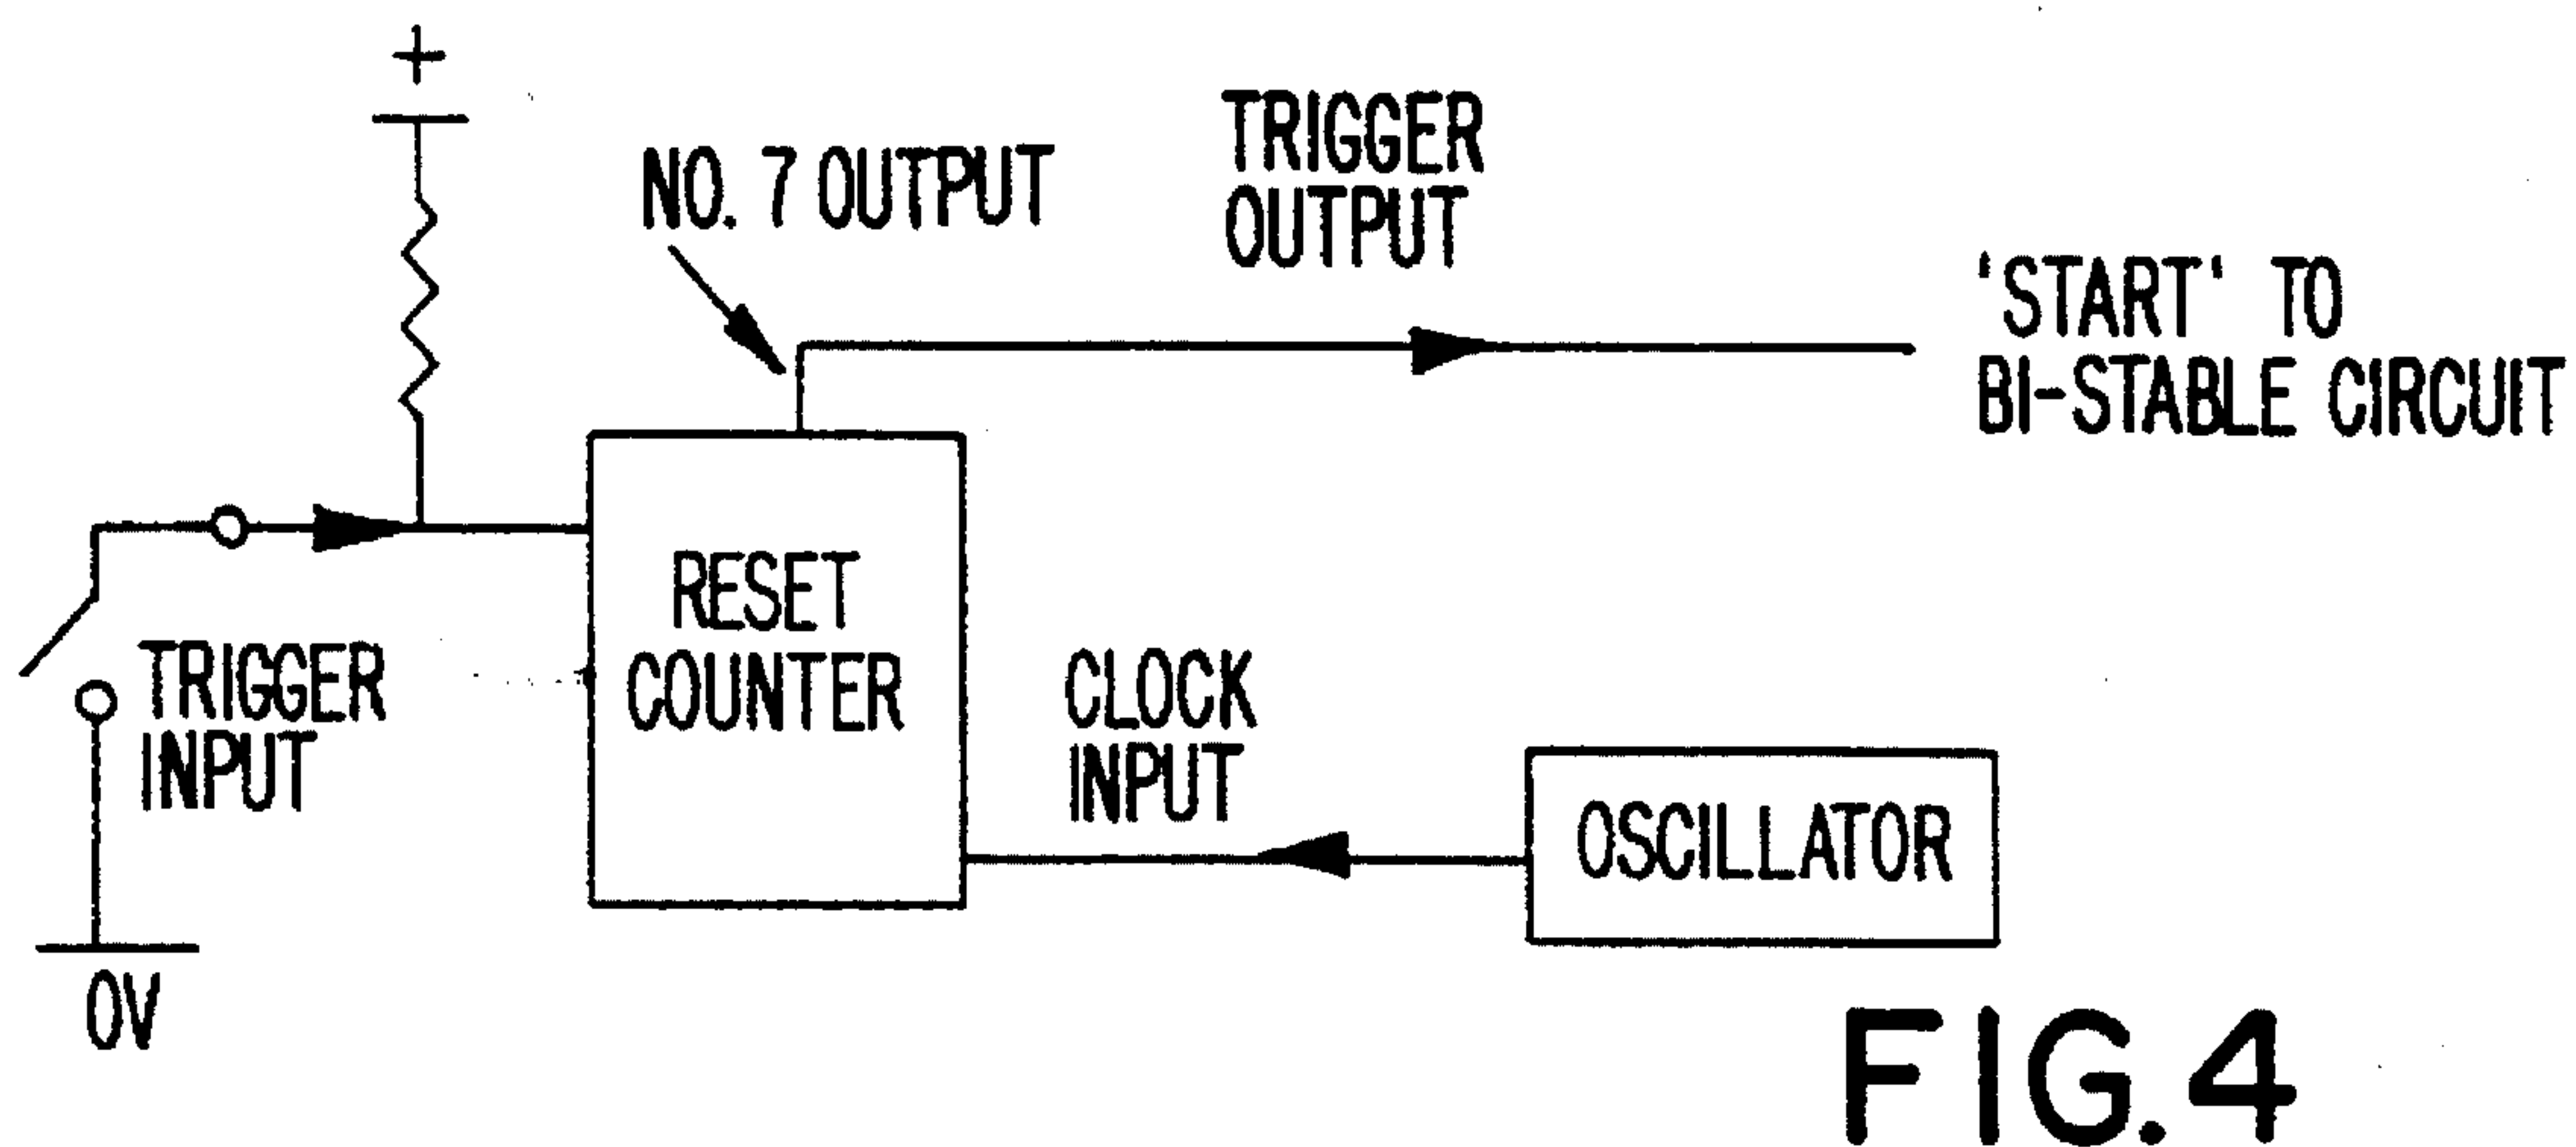 +
NO. 7 OUTPUT
TRIGGER
OUTPUT
'START' TO
BI-STABLE CIRCUIT
RESET
COUNTER
TRIGGER
INPUT
CLOCK
INPUT
OSCILLATOR
0V
FIG.4